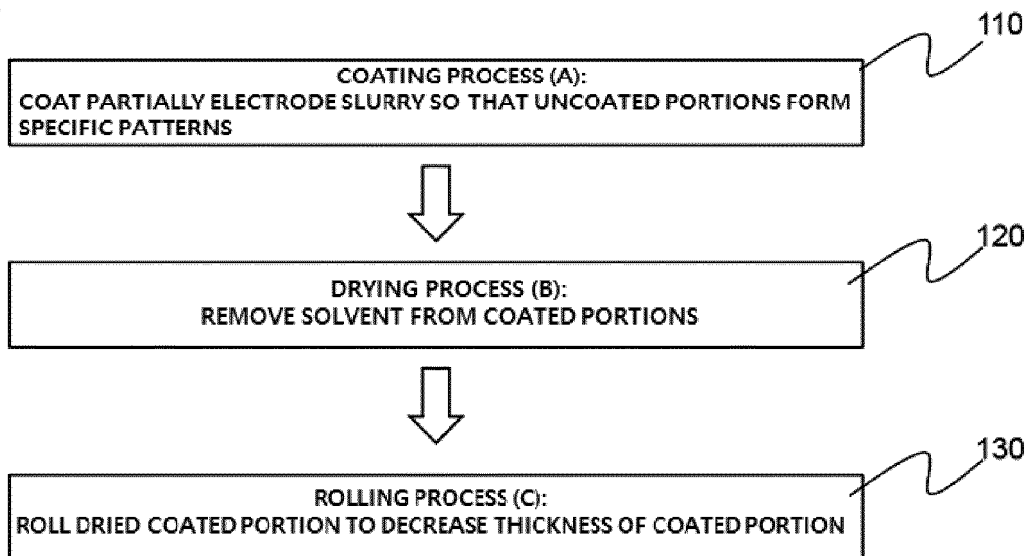 110
COATING PROCESS (A):
COAT PARTIALLY ELECTRODE SLURRY SO THAT UNCOATED PORTIONS FORM
SPECIFIC PATTERNS
120
DRYING PROCESS (B):
REMOVE SOLVENT FROM COATED PORTIONS
130
ROLLING PROCESS (C):
ROLL DRIED COATED PORTION TO DECREASE THICKNESS OF COATED PORTION